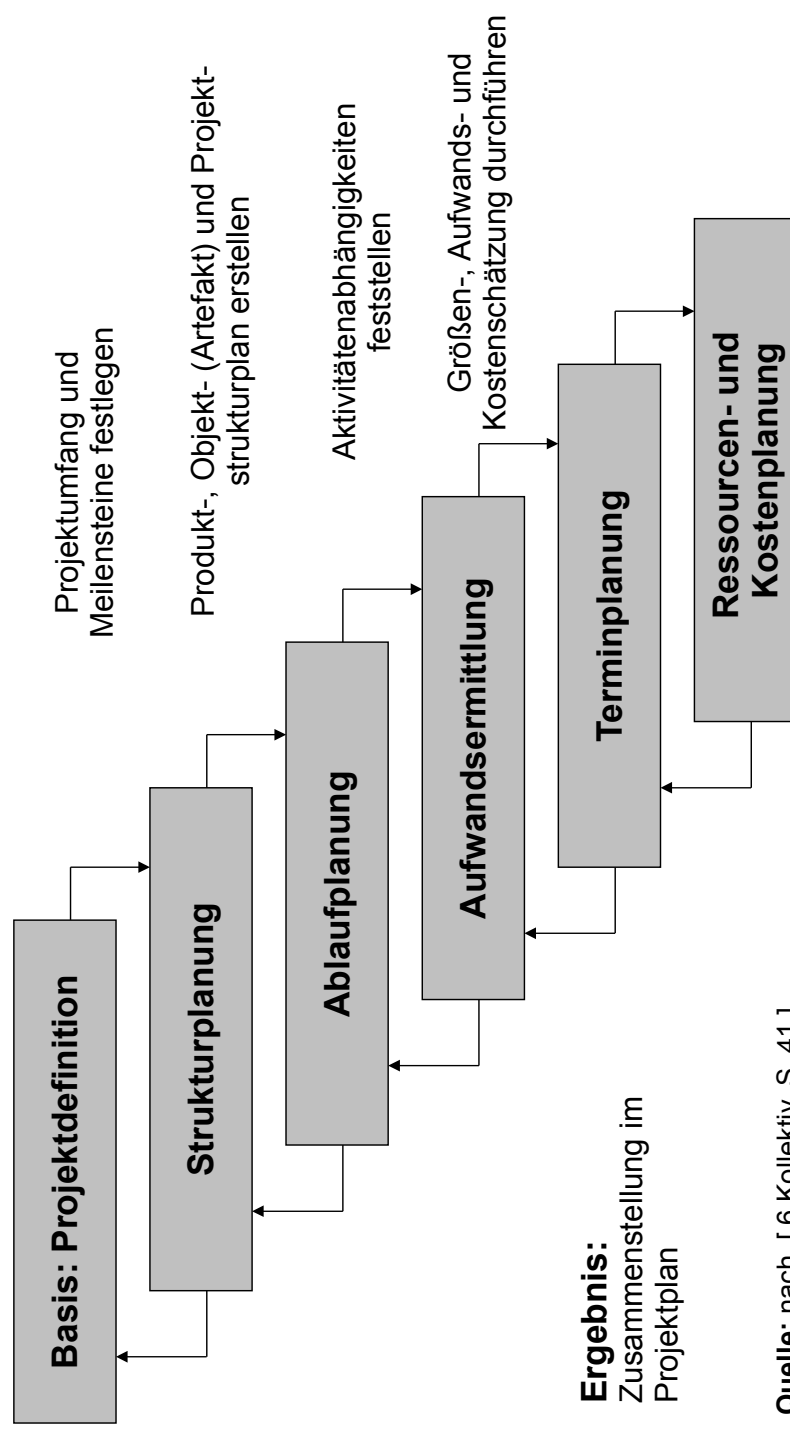 Basis: Projektdefinition
Projektumfang und
Meilensteine festlegen
Strukturplanung
Produkt-, Objekt- (Artefakt) und Projekt-
strukturplan erstellen
Ablaufplanung
Aktivitätenabhängigkeiten
feststellen
Aufwandsermittlung
Größen-, Aufwands- und
Kostenschätzung durchführen
Terminplanung
Ressourcen- und
Kostenplanung
Ergebnis:
Zusammenstellung im
Projektplan
Quelle: nach [ 6 Kollektiv, S. 41 ]